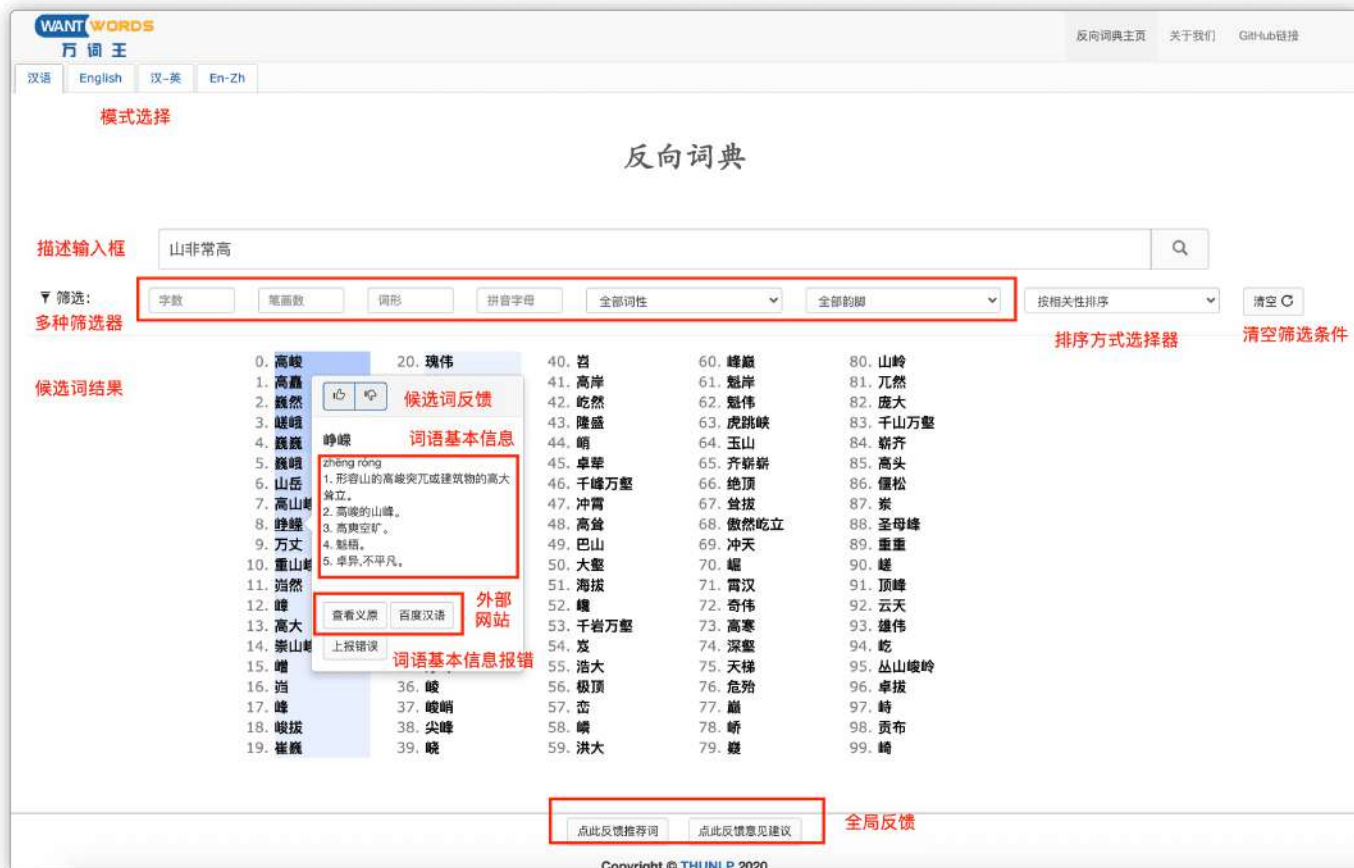 WANT WORDS
万词王
反向词典主页 关于我们 GitHub链接
汉语 English 汉-英 En-Zh
模式选择
反向词典
描述输入框 山非常高
筛选: 字数 笔画数 词形 拼音字母 全部词性 全部韵脚 按相关性排序 清空
多种筛选器 排序方式选择器 清空筛选条件
候选词结果
0. 高峻 20. 瑰伟 40. 岧 60. 峰巅 80. 山岭
1. 高矗 41. 高岸 61. 魁岸 81. 兀然
2. 巍然 42. 屹然 62. 魁伟 82. 庞大
3. 嵯峨 43. 隆盛 63. 虎跳峡 83. 千山万壑
4. 巍巍 44. 峭 64. 玉山 84. 崭齐
5. 巍峨 45. 卓荦 65. 齐崭崭 85. 高头
6. 山岳 46. 千峰万壑 66. 绝顶 86. 偃松
7. 高山峻 47. 冲霄 67. 耸拔 87. 岽
8. 峥嵘 48. 高耸 68. 傲然屹立 88. 圣母峰
9. 万丈 49. 巴山 69. 冲天 89. 重重
10. 重山峻 50. 大壑 70. 崛 90. 嵯
11. 岿然 51. 海拔 71. 霄汉 91. 顶峰
12. 嶂 52. 巉 72. 奇伟 92. 云天
13. 高大 53. 千岩万壑 73. 高寒 93. 雄伟
14. 崇山峻 54. 岌 74. 深壑 94. 屹
15. 嶒 55. 浩大 75. 天梯 95. 丛山峻岭
16. 岿 36. 崚 56. 极顶 76. 危殆 96. 卓拔
17. 峰 37. 峻峭 57. 峦 77. 巅 97. 峙
18. 峻拔 38. 尖峰 58. 嶙 78. 峤 98. 贡布
19. 崔巍 39. 峣 59. 洪大 79. 嶷 99. 崎
候选词反馈
峥嵘 词语基本信息
zhēng róng
1. 形容山的高峻突兀或建筑物的高大
耸立。
2. 高峻的山峰。
3. 高爽空旷。
4. 魁梧。
5. 卓异,不平凡。
查看义原 百度汉语 外部
网站
上报错误 词语基本信息报错
点此反馈推荐词 点此反馈意见建议 全局反馈
Copyright © THUNLP 2020